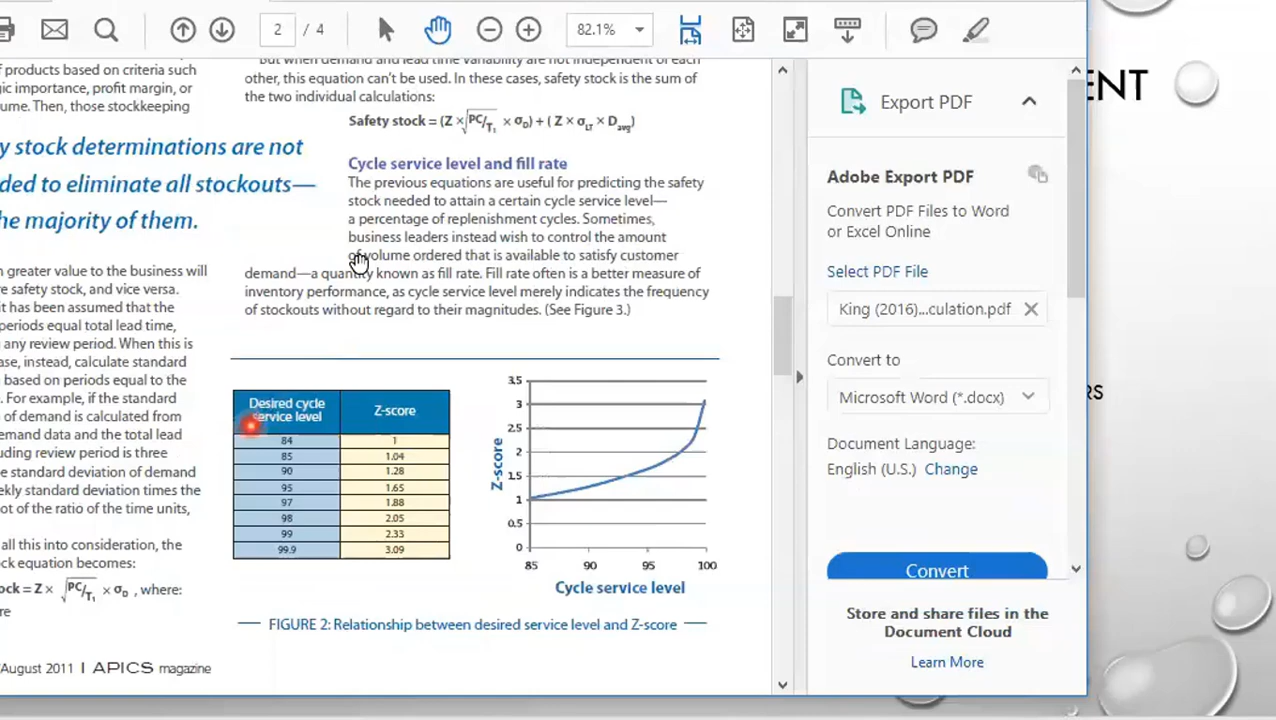 2 / 4
82.1%
But when demand and lead time variability are not independent of each
other, this equation can't be used. In these cases, safety stock is the sum of
the two individual calculations:
Safety stock = (Z × √PC/T₁ × σD) + ( Z × σLT × Davg)
Cycle service level and fill rate
The previous equations are useful for predicting the safety
stock needed to attain a certain cycle service level—
a percentage of replenishment cycles. Sometimes,
business leaders instead wish to control the amount
of volume ordered that is available to satisfy customer
demand—a quantity known as fill rate. Fill rate often is a better measure of
inventory performance, as cycle service level merely indicates the frequency
of stockouts without regard to their magnitudes. (See Figure 3.)
of products based on criteria such
gic importance, profit margin, or
ume. Then, those stockkeeping
y stock determinations are not
ded to eliminate all stockouts—
he majority of them.
n greater value to the business will
e safety stock, and vice versa.
it has been assumed that the
periods equal total lead time,
g any review period. When this is
ase, instead, calculate standard
based on periods equal to the
. For example, if the standard
of demand is calculated from
emand data and the total lead
uding review period is three
e standard deviation of demand
ekly standard deviation times the
ot of the ratio of the time units,
all this into consideration, the
ck equation becomes:
ock = Z × √PC/T₁ × σD , where:
re
Desired cycle
service level
Z-score
84 1
85 1.04
90 1.28
95 1.65
97 1.88
98 2.05
99 2.33
99.9 3.09
Z-score
3.5
3
2.5
2
1.5
1
0.5
0
85 90 95 100
Cycle service level
FIGURE 2: Relationship between desired service level and Z-score
/August 2011 | APICS magazine
Export PDF
Adobe Export PDF
Convert PDF Files to Word
or Excel Online
Select PDF File
King (2016)...culation.pdf
Convert to
Microsoft Word (*.docx)
Document Language:
English (U.S.) Change
Convert
Store and share files in the
Document Cloud
Learn More
ENT
RS